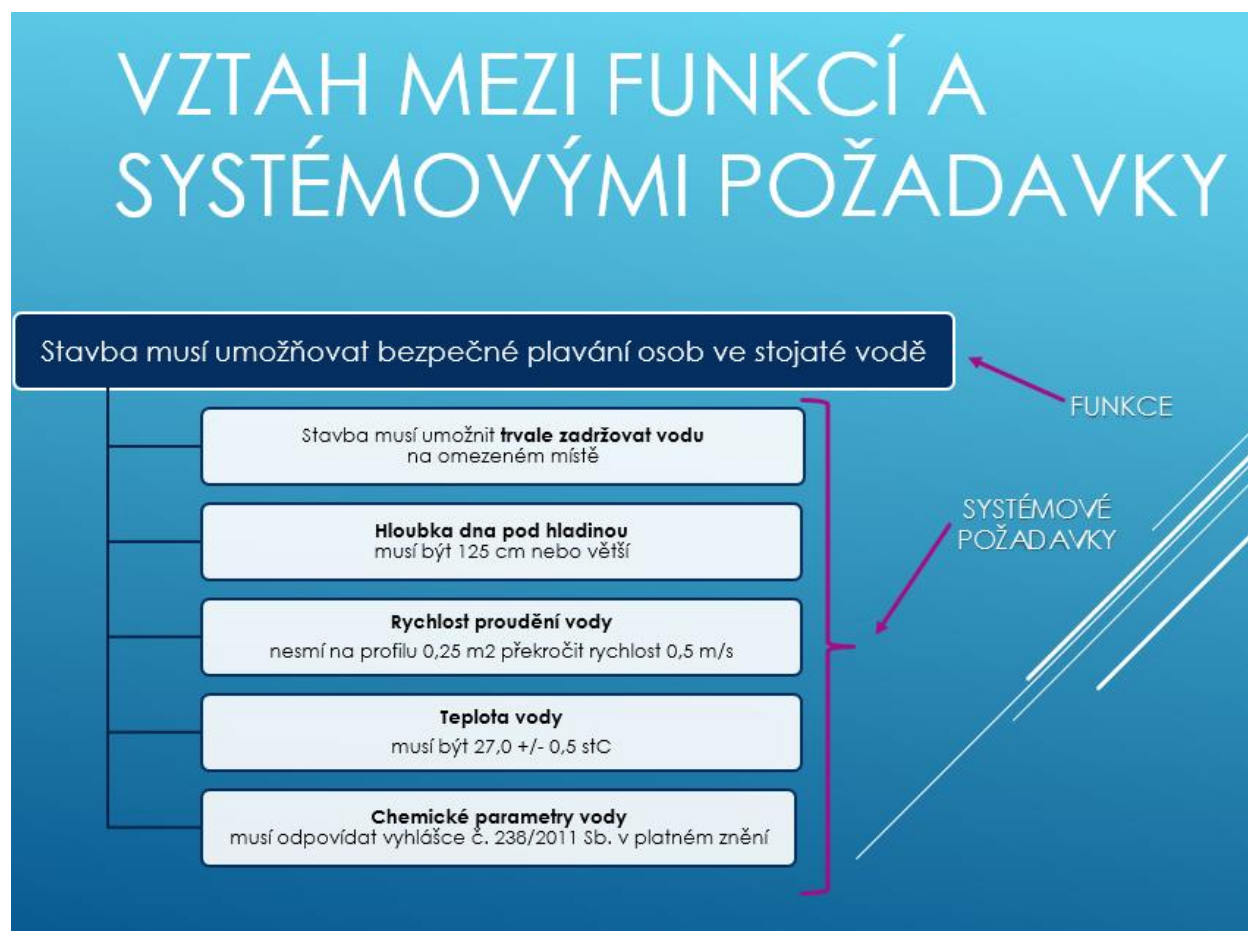 VZTAH MEZI FUNKCÍ A
SYSTÉMOVÝMI POŽADAVKY
Stavba musí umožňovat bezpečné plavání osob ve stojaté vodě
FUNKCE
Stavba musí umožnit trvale zadržovat vodu
na omezeném místě
Hloubka dna pod hladinou
musí být 125 cm nebo větší
SYSTÉMOVÉ
POŽADAVKY
Rychlost proudění vody
nesmí na profilu 0,25 m2 překročit rychlost 0,5 m/s
Teplota vody
musí být 27,0 +/- 0,5 stC
Chemické parametry vody
musí odpovídat vyhlášce č. 238/2011 Sb. v platném znění